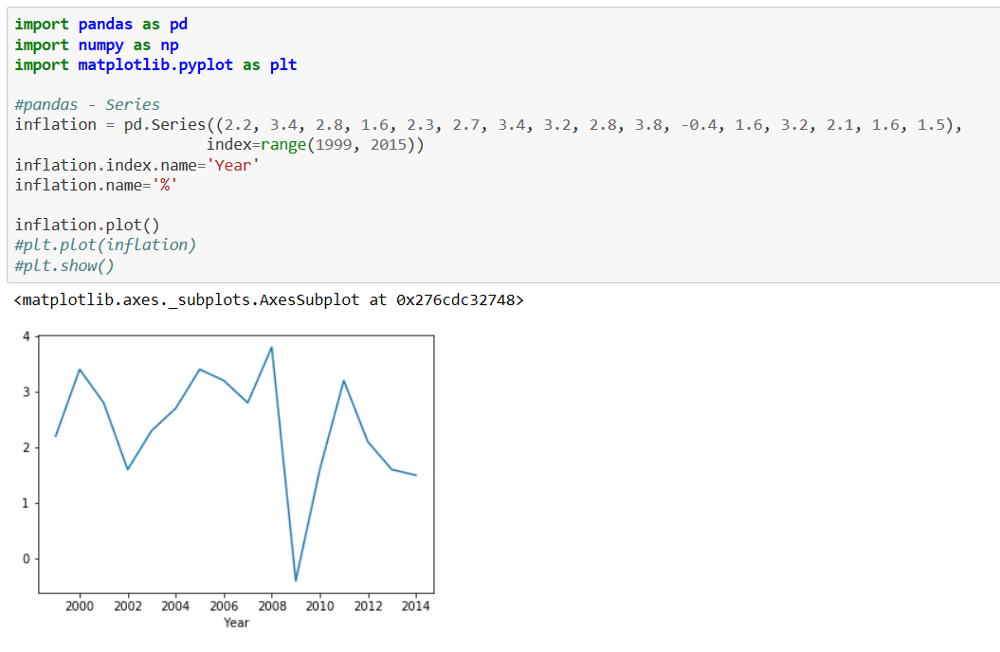 import pandas as pd
import numpy as np
import matplotlib.pyplot as plt
#pandas - Series
inflation = pd.Series((2.2, 3.4, 2.8, 1.6, 2.3, 2.7, 3.4, 3.2, 2.8, 3.8, -0.4, 1.6, 3.2, 2.1, 1.6, 1.5),
index=range(1999, 2015))
inflation.index.name='Year'
inflation.name='%'
inflation.plot()
#plt.plot(inflation)
#plt.show()
<matplotlib.axes._subplots.AxesSubplot at 0x276cdc32748>
4
3
2
1
0
2000 2002 2004 2006 2008 2010 2012 2014
Year